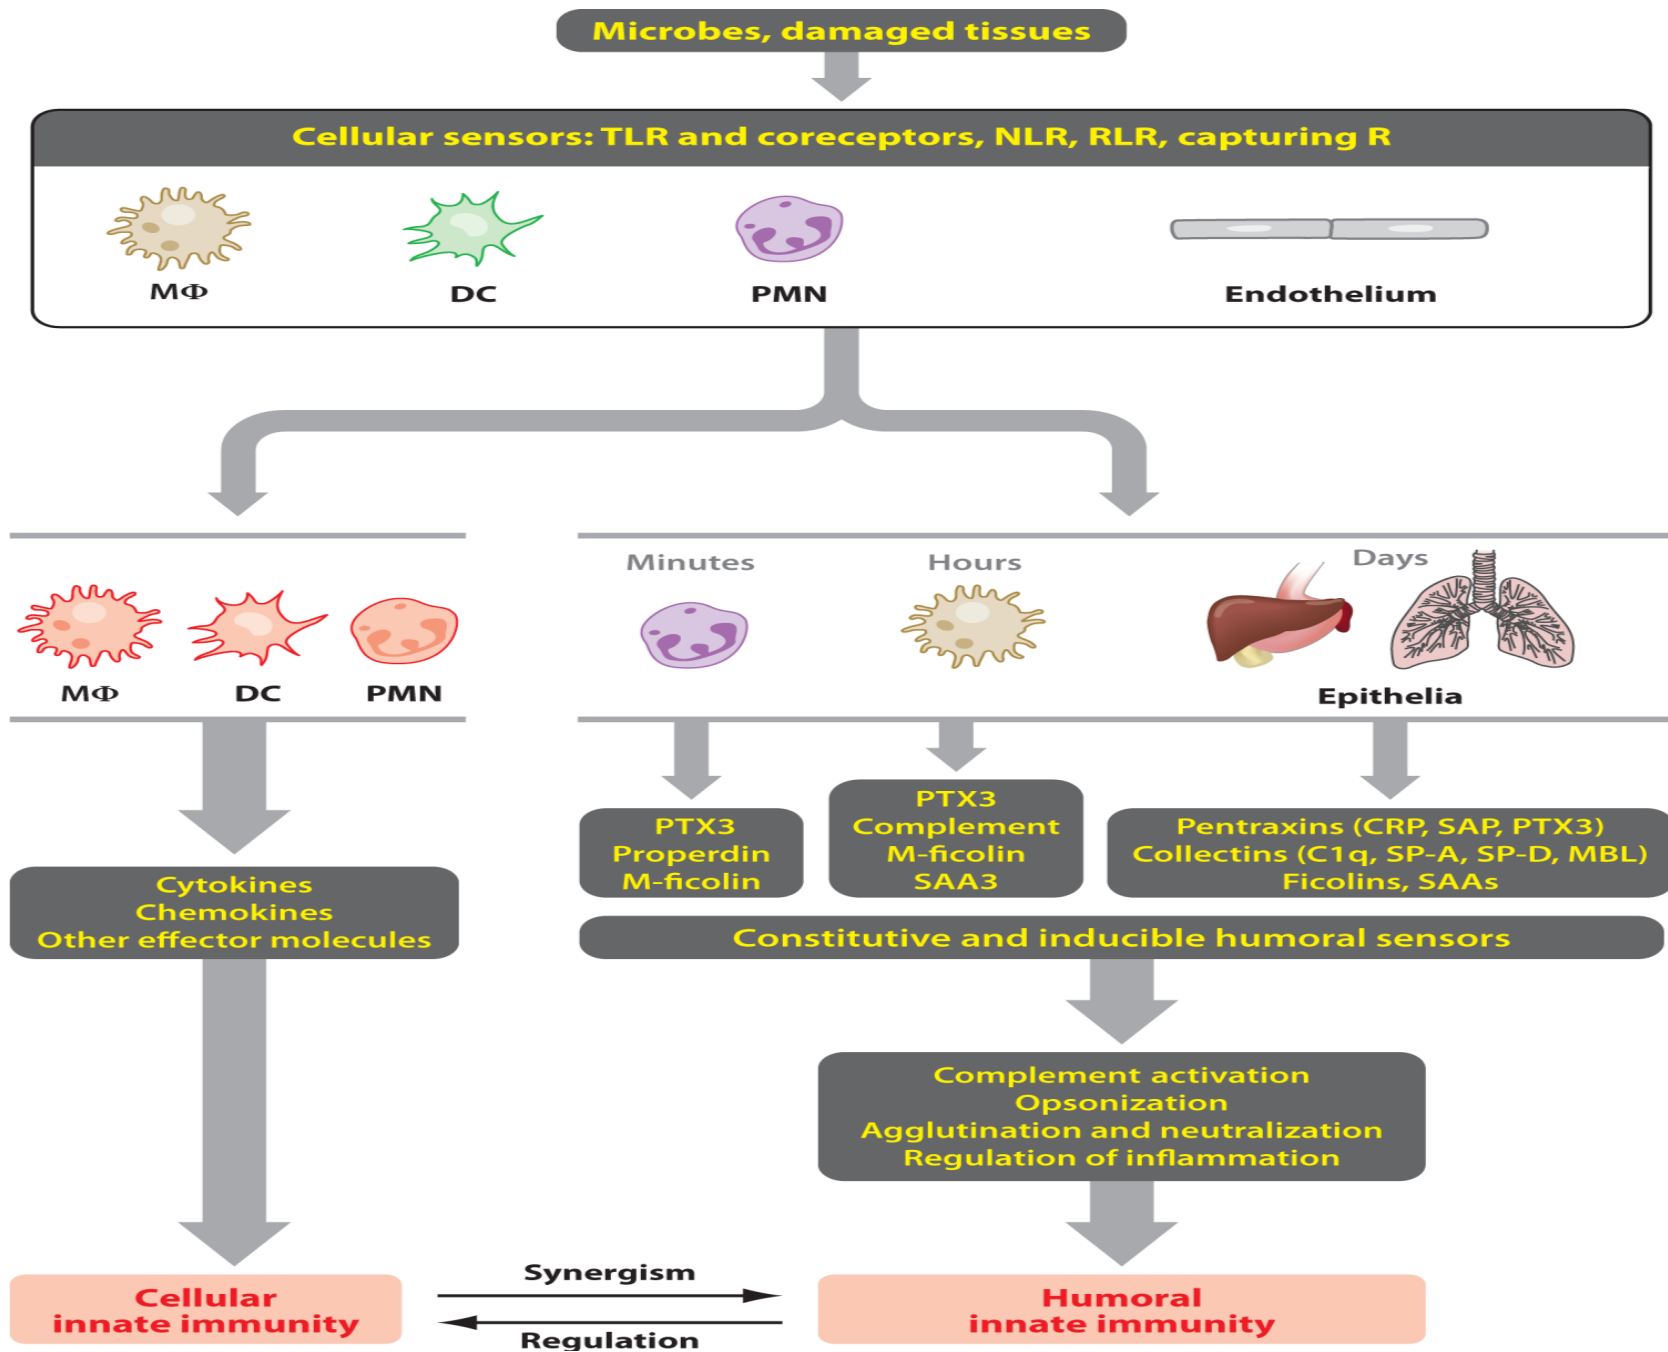 Microbes, damaged tissues
Cellular sensors: TLR and coreceptors, NLR, RLR, capturing R
MΦ
DC
PMN
Endothelium
Minutes
Hours
Days
MΦ
DC
PMN
Epithelia
PTX3
Properdin
M-ficolin
PTX3
Complement
M-ficolin
SAA3
Pentraxins (CRP, SAP, PTX3)
Collectins (C1q, SP-A, SP-D, MBL)
Ficolins, SAAs
Cytokines
Chemokines
Other effector molecules
Constitutive and inducible humoral sensors
Complement activation
Opsonization
Agglutination and neutralization
Regulation of inflammation
Cellular
innate immunity
Synergism
Regulation
Humoral
innate immunity